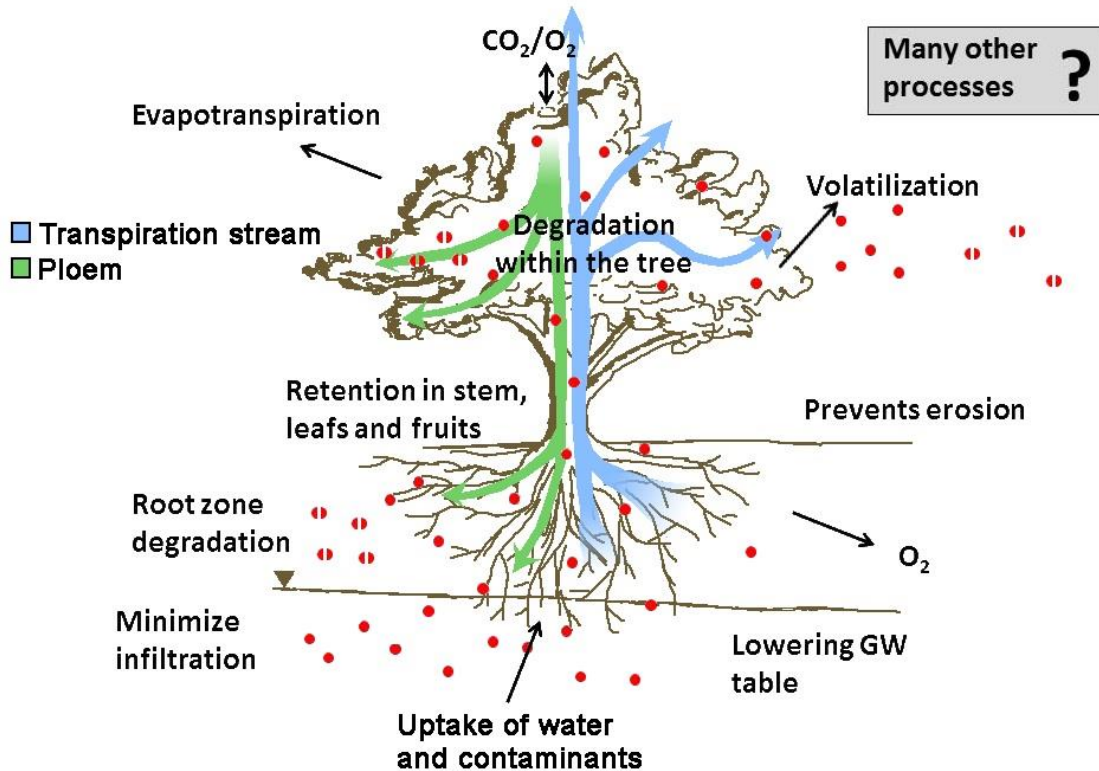 CO₂/O₂
Many other
processes
?
Evapotranspiration
Volatilization
Transpiration stream
Ploem
Degradation
within the tree
Retention in stem,
leafs and fruits
Prevents erosion
Root zone
degradation
O₂
Minimize
infiltration
Lowering GW
table
Uptake of water
and contaminants